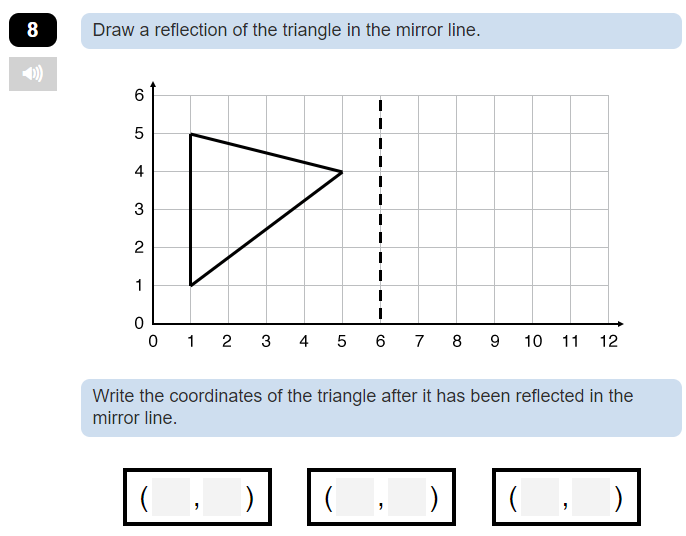 8
Draw a reflection of the triangle in the mirror line.
6
5
4
3
2
1
0
0 1 2 3 4 5 6 7 8 9 10 11 12
Write the coordinates of the triangle after it has been reflected in the
mirror line.
( , ) ( , ) ( , )